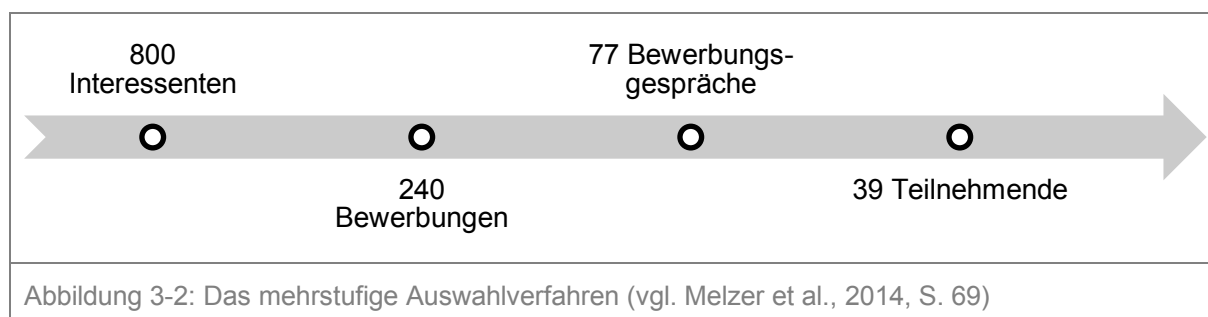 800
Interessenten
240
Bewerbungen
77 Bewerbungs-
gespräche
39 Teilnehmende
Abbildung 3-2: Das mehrstufige Auswahlverfahren (vgl. Melzer et al., 2014, S. 69)